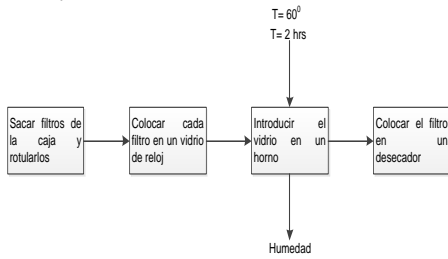 T= 60⁰
T= 2 hrs
Sacar filtros de
la caja y
rotularlos
Colocar cada
filtro en un vidrio
de reloj
Introducir el
vidrio en un
horno
Colocar el filtro
en un
desecador
Humedad